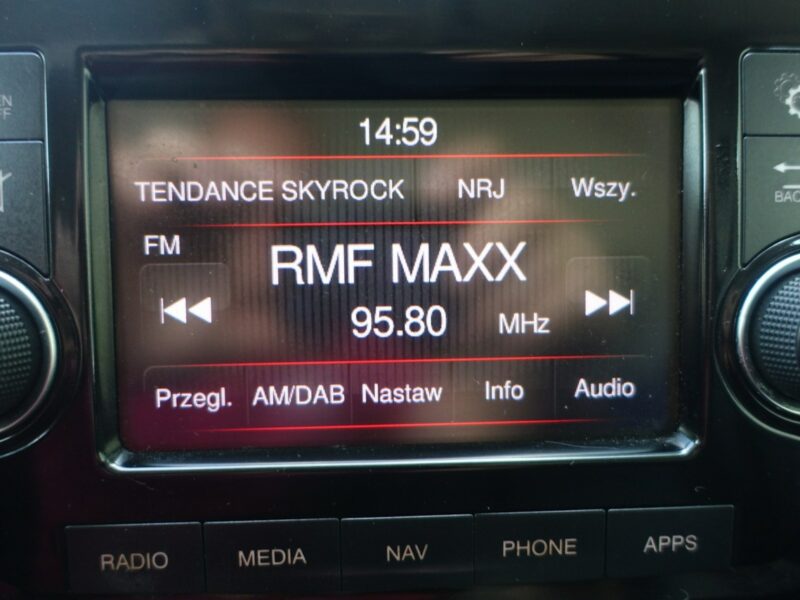 14:59
TENDANCE SKYROCK NRJ Wszy.
FM
RMF MAXX
95.80 MHz
Przegl. AM/DAB Nastaw Info Audio
RADIO MEDIA NAV PHONE APPS